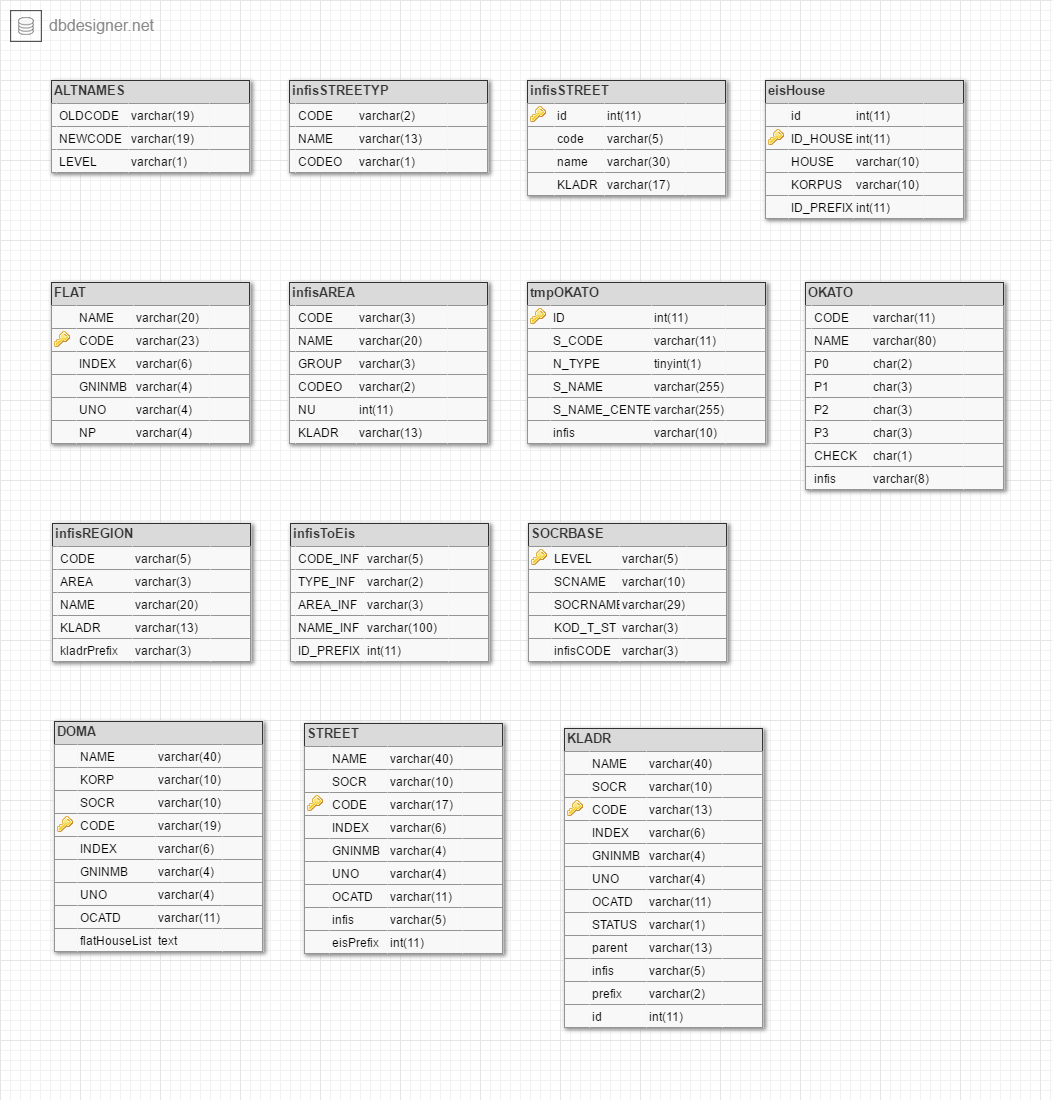 dbdesigner.net
ALTNAMES
OLDCODE varchar(19)
NEWCODE varchar(19)
LEVEL varchar(1)
infisSTREETYP
CODE varchar(2)
NAME varchar(13)
CODEO varchar(1)
infisSTREET
id int(11)
code varchar(5)
name varchar(30)
KLADR varchar(17)
eisHouse
id int(11)
ID_HOUSE int(11)
HOUSE varchar(10)
KORPUS varchar(10)
ID_PREFIX int(11)
FLAT
NAME varchar(20)
CODE varchar(23)
INDEX varchar(6)
GNINMB varchar(4)
UNO varchar(4)
NP varchar(4)
infisAREA
CODE varchar(3)
NAME varchar(20)
GROUP varchar(3)
CODEO varchar(2)
NU int(11)
KLADR varchar(13)
tmpOKATO
ID int(11)
S_CODE varchar(11)
N_TYPE tinyint(1)
S_NAME varchar(255)
S_NAME_CENTE varchar(255)
infis varchar(10)
OKATO
CODE varchar(11)
NAME varchar(80)
P0 char(2)
P1 char(3)
P2 char(3)
P3 char(3)
CHECK char(1)
infis varchar(8)
infisREGION
CODE varchar(5)
AREA varchar(3)
NAME varchar(20)
KLADR varchar(13)
kladrPrefix varchar(3)
infisToEis
CODE_INF varchar(5)
TYPE_INF varchar(2)
AREA_INF varchar(3)
NAME_INF varchar(100)
ID_PREFIX int(11)
SOCRBASE
LEVEL varchar(5)
SCNAME varchar(10)
SOCRNAME varchar(29)
KOD_T_ST varchar(3)
infisCODE varchar(3)
DOMA
NAME varchar(40)
KORP varchar(10)
SOCR varchar(10)
CODE varchar(19)
INDEX varchar(6)
GNINMB varchar(4)
UNO varchar(4)
OCATD varchar(11)
flatHouseList text
STREET
NAME varchar(40)
SOCR varchar(10)
CODE varchar(17)
INDEX varchar(6)
GNINMB varchar(4)
UNO varchar(4)
OCATD varchar(11)
infis varchar(5)
eisPrefix int(11)
KLADR
NAME varchar(40)
SOCR varchar(10)
CODE varchar(13)
INDEX varchar(6)
GNINMB varchar(4)
UNO varchar(4)
OCATD varchar(11)
STATUS varchar(1)
parent varchar(13)
infis varchar(5)
prefix varchar(2)
id int(11)